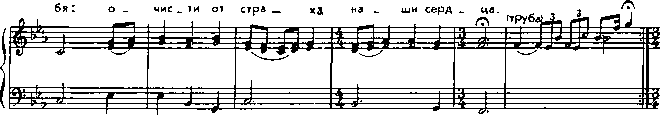 бя: о - чис - ти от стра - ха на - ши серд - ца.
(труба)